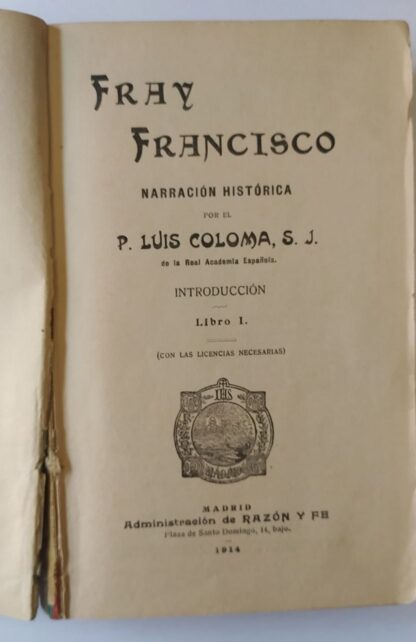 FRAY
FRANCISCO
NARRACIÓN HISTÓRICA
POR EL
P. LUIS COLOMA, S. J.
de la Real Academia Española.
INTRODUCCIÓN
Libro I.
(CON LAS LICENCIAS NECESARIAS)
IHS
MADRID
MADRID
Administración de RAZÓN Y FE
Plaza de Santo Domingo, 14, bajo.
1914